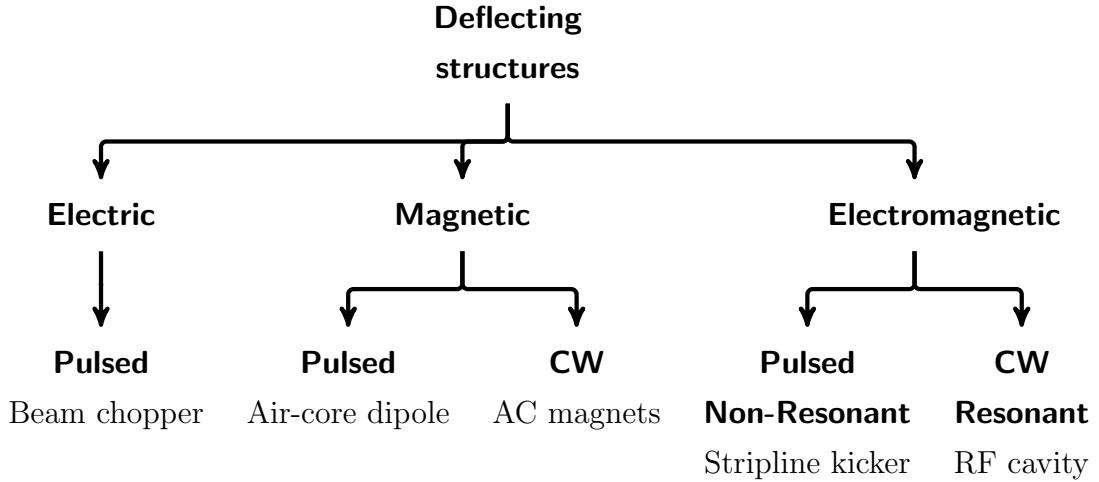 Deflecting
structures
Electric
Magnetic
Electromagnetic
Pulsed
Beam chopper
Pulsed
Air-core dipole
CW
AC magnets
Pulsed
Non-Resonant
Stripline kicker
CW
Resonant
RF cavity